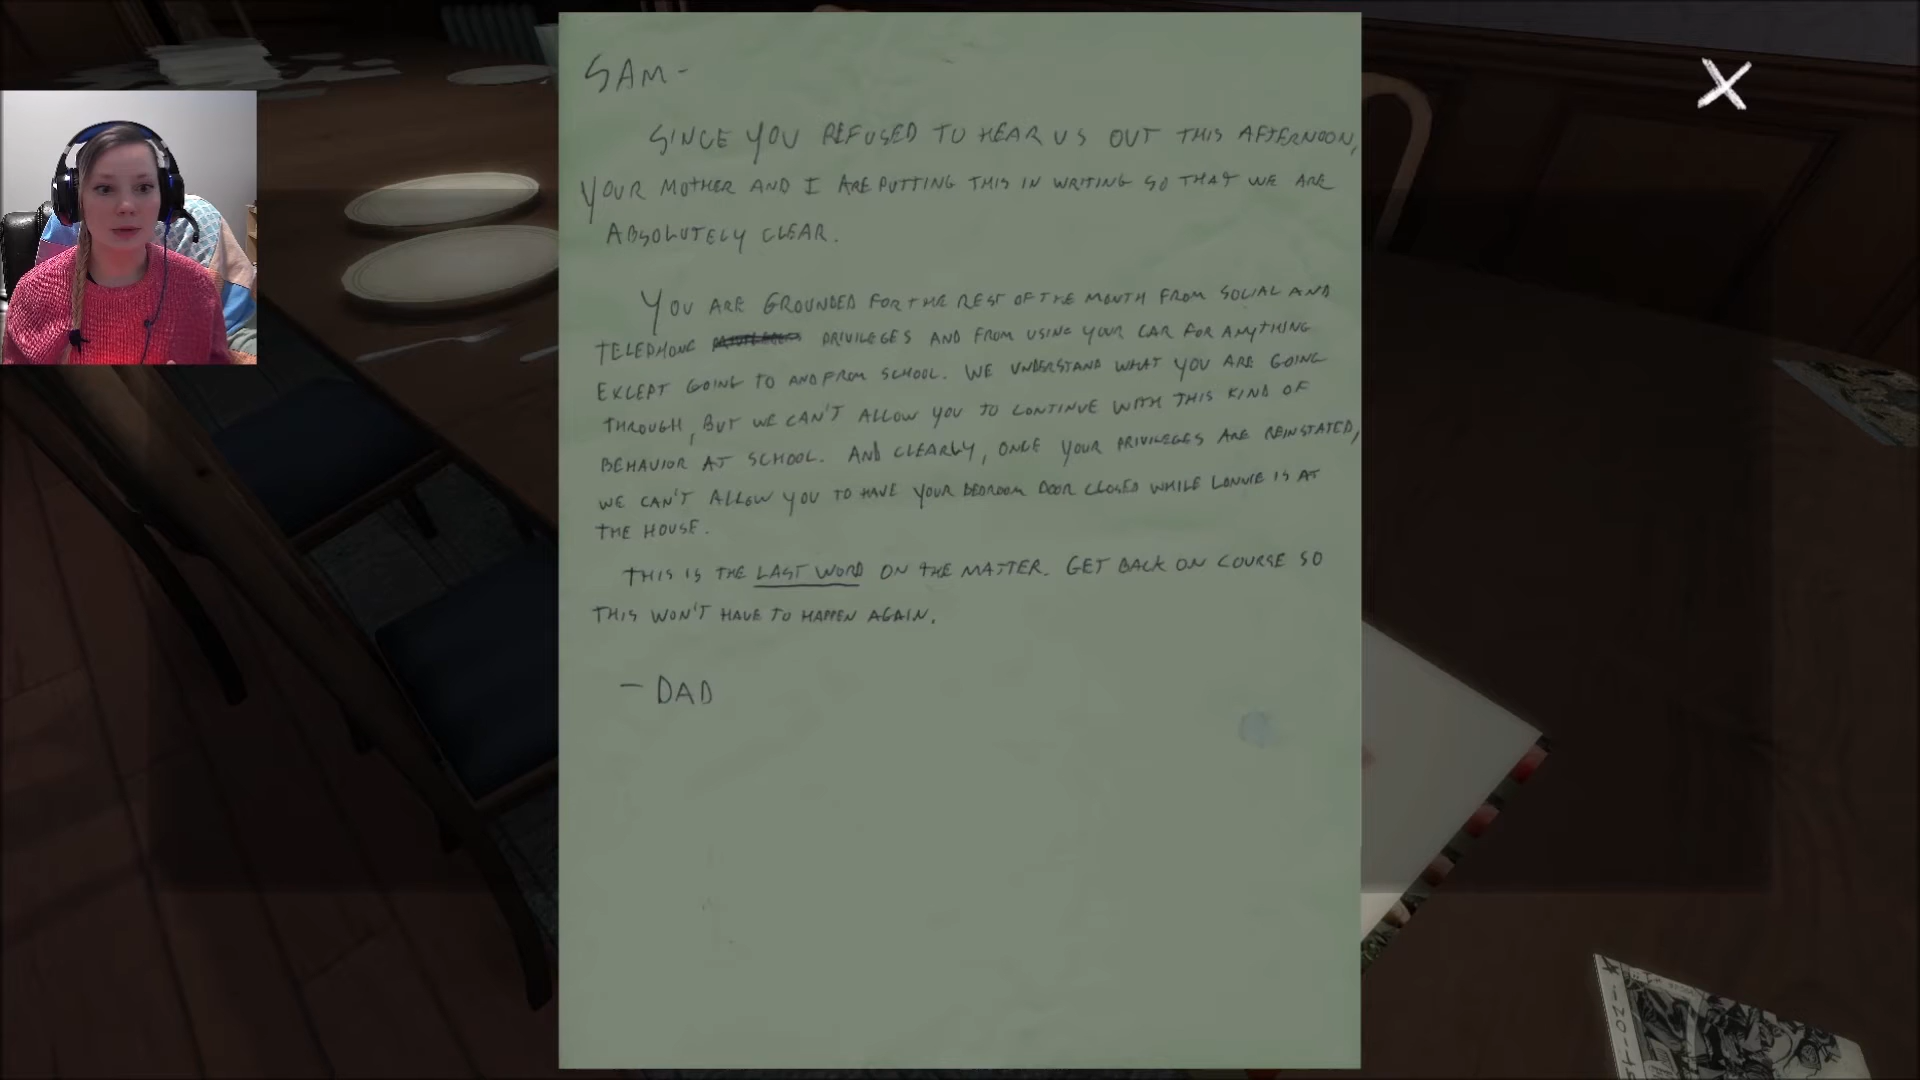 SAM-
SINCE YOU REFUSED TO HEAR US OUT THIS AFTERNOON,
YOUR MOTHER AND I ARE PUTTING THIS IN WRITING SO THAT WE ARE
ABSOLUTELY CLEAR.
YOU ARE GROUNDED FOR THE REST OF THE MONTH FROM SOCIAL AND
TELEPHONE PRIVILEGES AND FROM USING YOUR CAR FOR ANYTHING
EXCEPT GOING TO AND FROM SCHOOL. WE UNDERSTAND WHAT YOU ARE GOING
THROUGH, BUT WE CAN'T ALLOW YOU TO CONTINUE WITH THIS KIND OF
BEHAVIOR AT SCHOOL. AND CLEARLY, ONCE YOUR PRIVILEGES ARE REINSTATED,
WE CAN'T ALLOW YOU TO HAVE YOUR BEDROOM DOOR CLOSED WHILE LONNIE IS AT
THE HOUSE.
THIS IS THE LAST WORD ON THE MATTER. GET BACK ON COURSE SO
THIS WON'T HAVE TO HAPPEN AGAIN.
- DAD